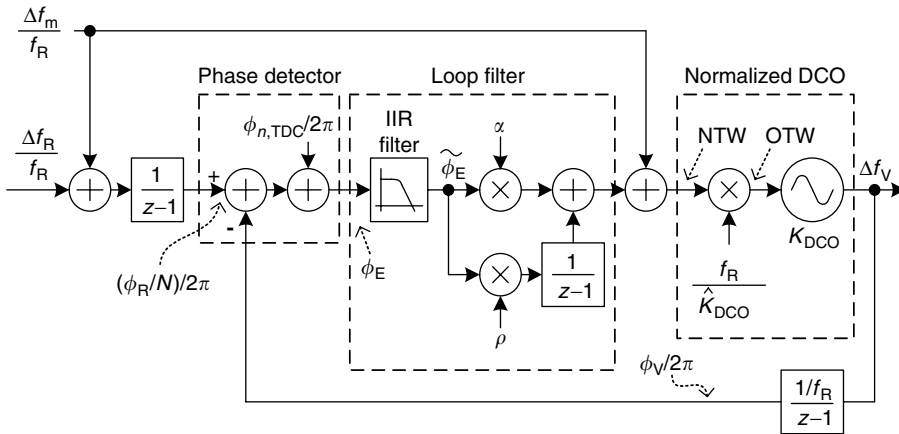 Δf_m / f_R
Phase detector
Loop filter
Normalized DCO
Δf_R / f_R
ϕ_n,TDC/2π
IIR
filter
α
NTW
OTW
1 / z−1
+
-
ϕ̃_E
Δf_V
K_DCO
(ϕ_R/N)/2π
ϕ_E
1 / z−1
f_R / K̂_DCO
ρ
ϕ_V/2π
1/f_R / z−1